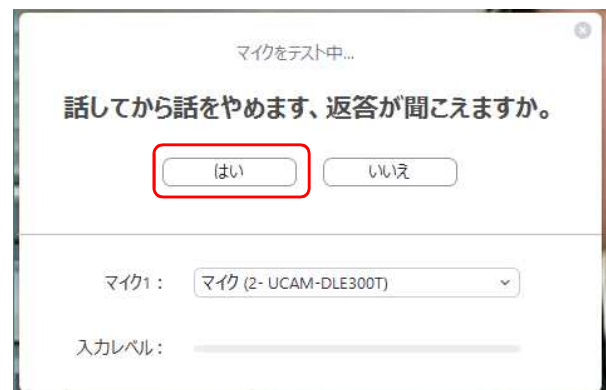 マイクをテスト中...
話してから話をやめます、返答が聞こえますか。
はい いいえ
マイク1： マイク (2- UCAM-DLE300T)
入力レベル：